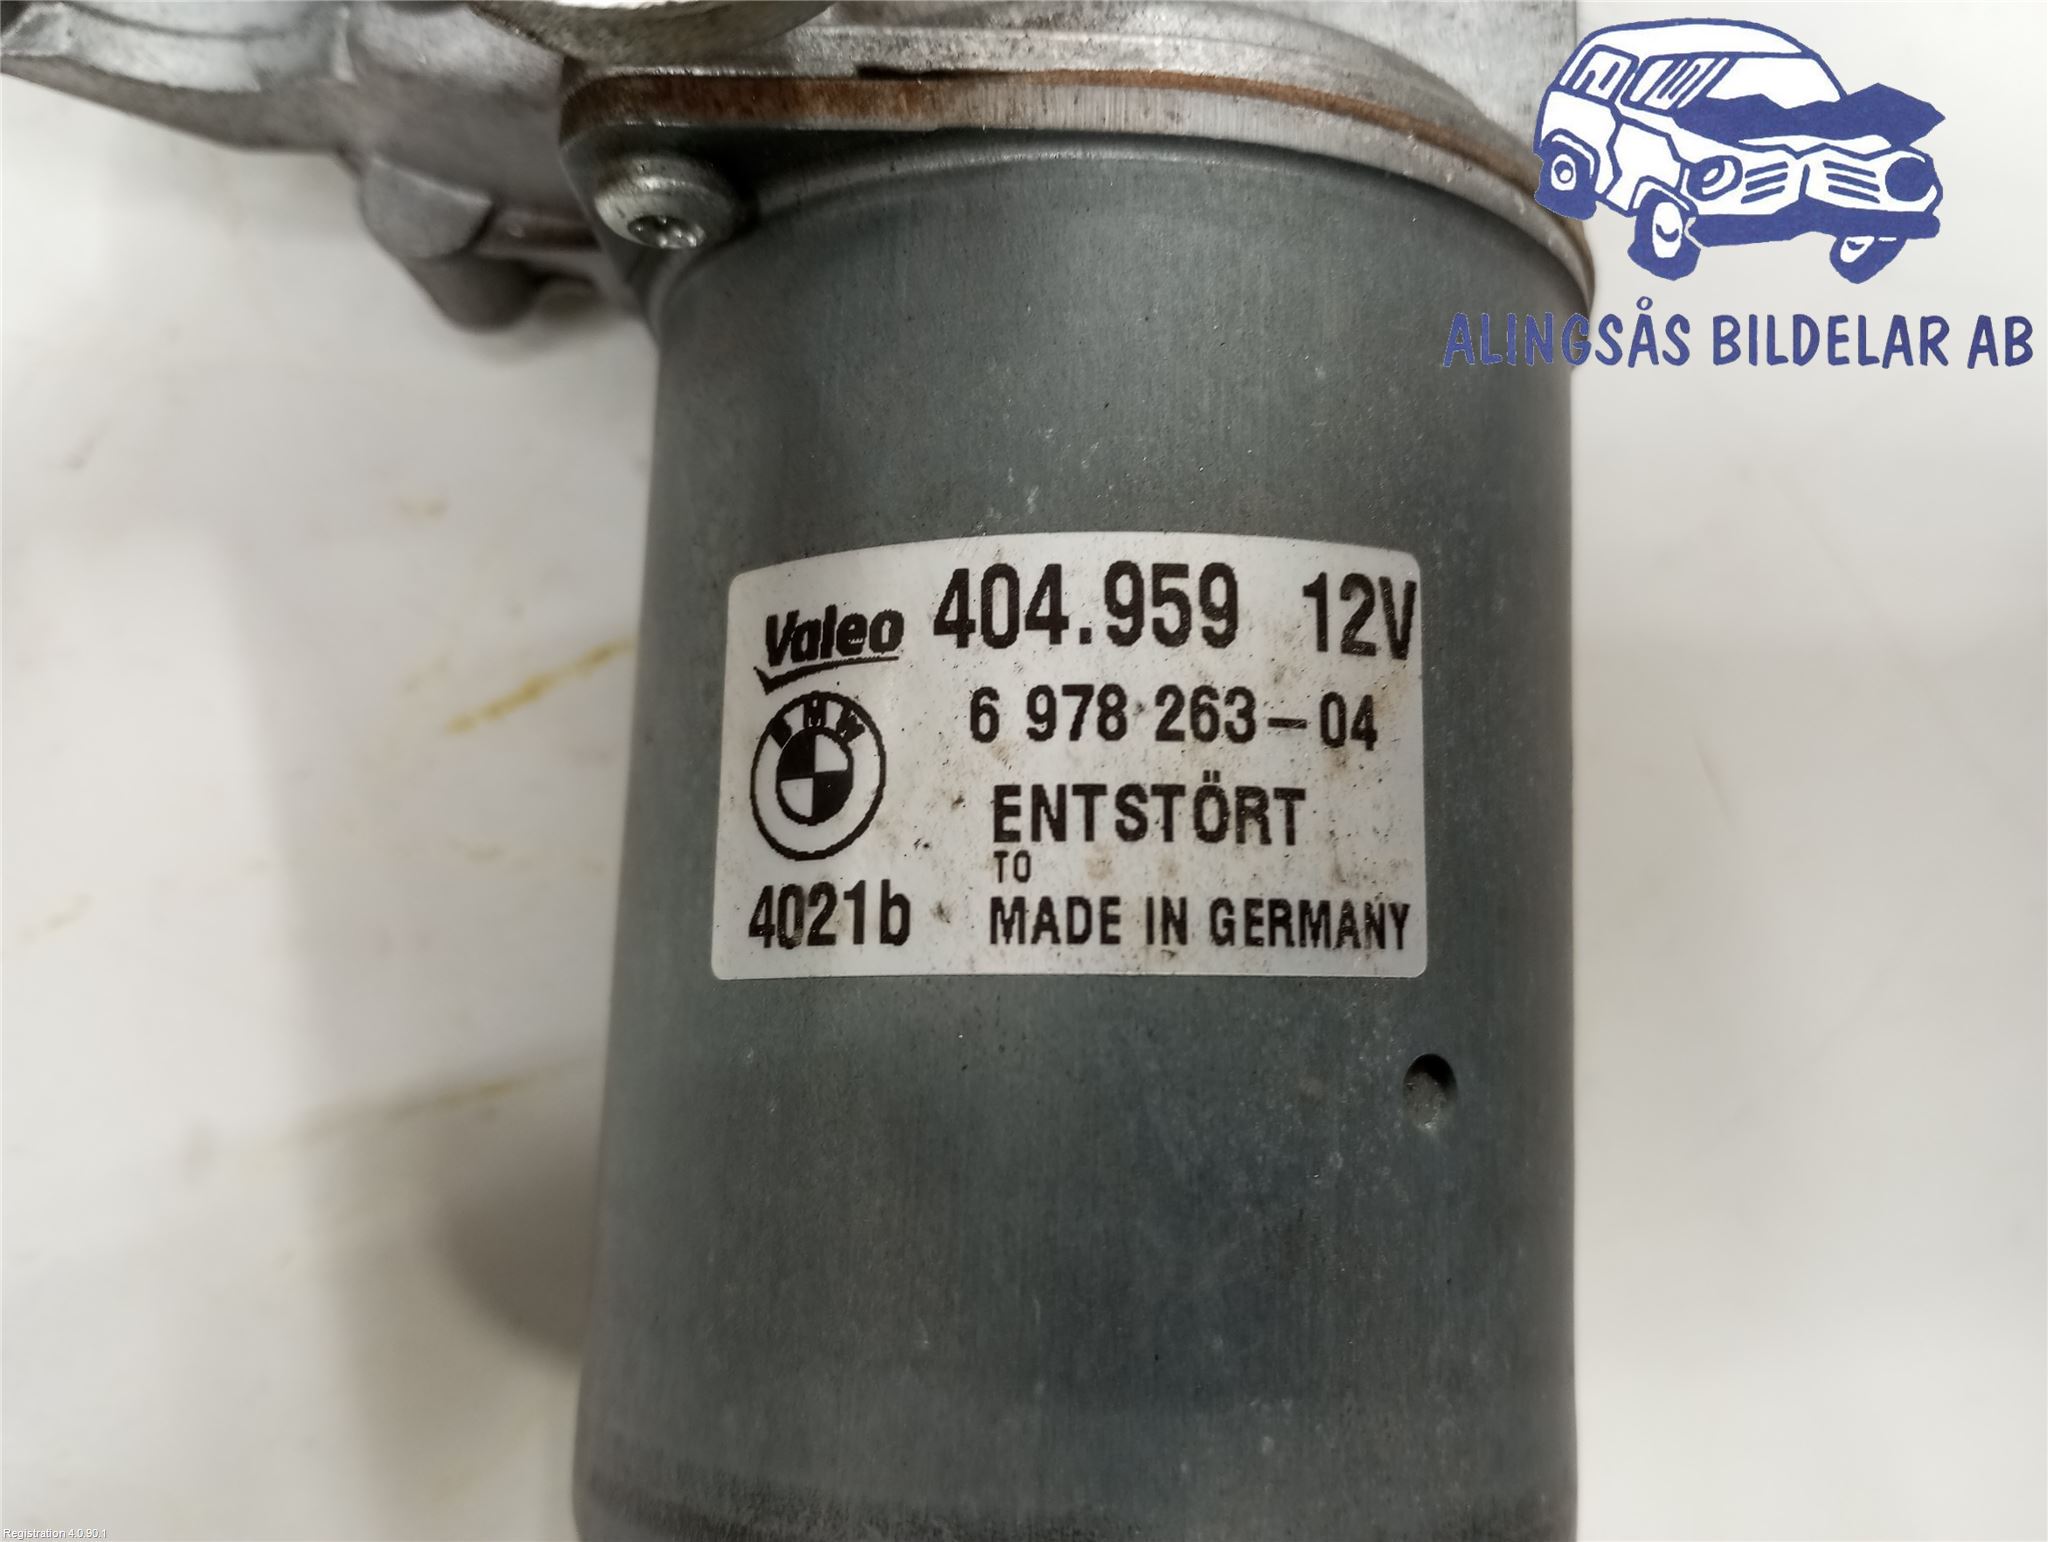 ALINGSÅS BILDELAR AB
Valeo 404.959 12V
BMW 6 978 263-04
ENTSTÖRT
TO
4021b MADE IN GERMANY
Registration 4.0.90.1